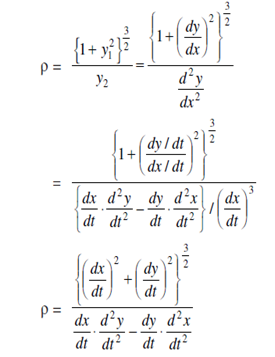 ρ = {1 + y₁²}^(3/2) / y₂ = {1 + (dy/dx)²}^(3/2) / (d²y/dx²)
= {1 + ((dy / dt)/(dx / dt))²}^(3/2) / ({dx/dt · d²y/dt² − dy/dt · d²x/dt²} / (dx/dt)³)
ρ = {(dx/dt)² + (dy/dt)²}^(3/2) / (dx/dt · d²y/dt² − dy/dt · d²x/dt²)